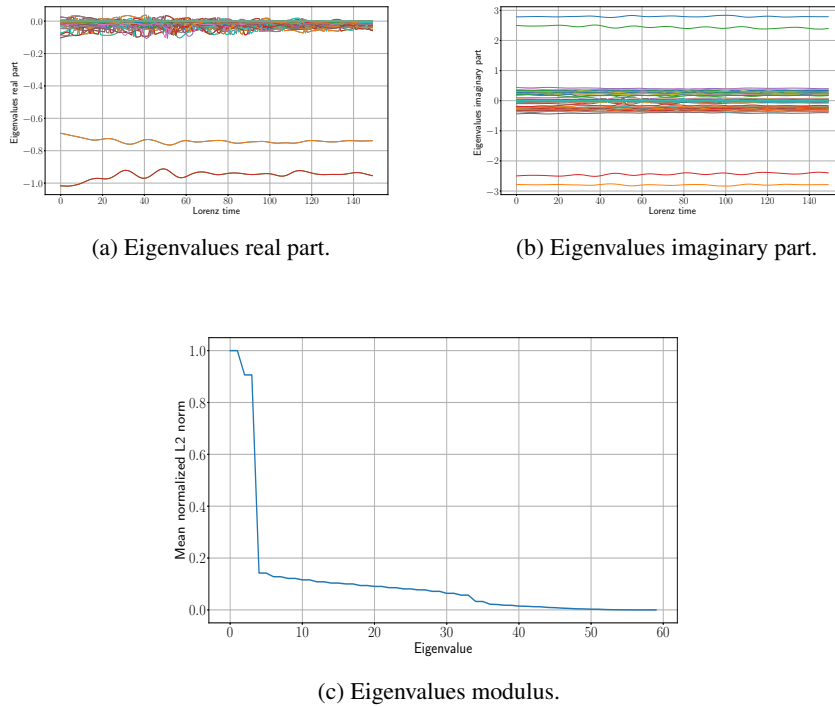 0.0
−0.2
−0.4
−0.6
−0.8
−1.0
Eigenvalues real part
0 20 40 60 80 100 120 140
Lorenz time
3
2
1
0
−1
−2
−3
Eigenvalues imaginary part
0 20 40 60 80 100 120 140
Lorenz time
(a) Eigenvalues real part.
(b) Eigenvalues imaginary part.
1.0
0.8
0.6
0.4
0.2
0.0
Mean normalized L2 norm
0 10 20 30 40 50 60
Eigenvalue
(c) Eigenvalues modulus.